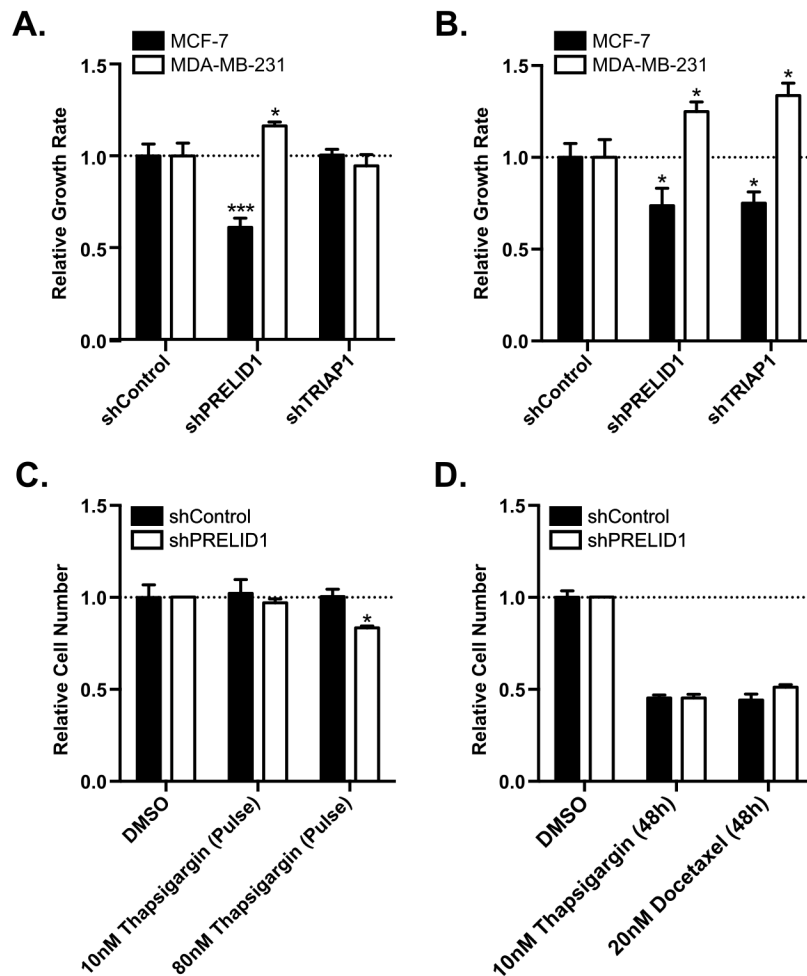 A.
MCF-7
MDA-MB-231
Relative Growth Rate
1.5
1.0
0.5
0.0
***
*
shControl
shPRELID1
shTRIAP1
B.
MCF-7
MDA-MB-231
Relative Growth Rate
1.5
1.0
0.5
0.0
*
*
*
*
shControl
shPRELID1
shTRIAP1
C.
shControl
shPRELID1
Relative Cell Number
1.5
1.0
0.5
0.0
*
DMSO
10nM Thapsigargin (Pulse)
80nM Thapsigargin (Pulse)
D.
shControl
shPRELID1
Relative Cell Number
1.5
1.0
0.5
0.0
DMSO
10nM Thapsigargin (48h)
20nM Docetaxel (48h)